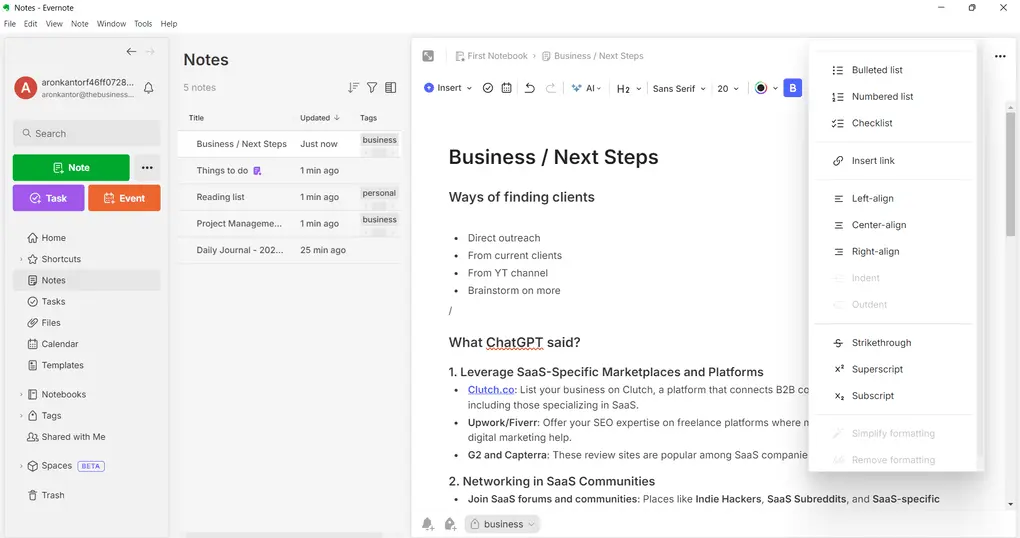 Notes - Evernote
File Edit View Note Window Tools Help
A
aronkantorf46ff0728...
aronkantor@thebusiness...
Search
Note
Task
Event
Home
Shortcuts
Notes
Tasks
Files
Calendar
Templates
Notebooks
Tags
Shared with Me
Spaces BETA
Trash
Notes
5 notes
Title Updated Tags
Business / Next Steps Just now business
Things to do 1 min ago
Reading list 1 min ago personal
Project Manageme... 1 min ago business
Daily Journal - 202... 25 min ago
First Notebook > Business / Next Steps
Insert AI H2 Sans Serif 20 B
Business / Next Steps
Ways of finding clients
• Direct outreach
• From current clients
• From YT channel
• Brainstorm on more
/
What ChatGPT said?
1. Leverage SaaS-Specific Marketplaces and Platforms
• Clutch.co: List your business on Clutch, a platform that connects B2B co
including those specializing in SaaS.
• Upwork/Fiverr: Offer your SEO expertise on freelance platforms where
digital marketing help.
• G2 and Capterra: These review sites are popular among SaaS companie
2. Networking in SaaS Communities
• Join SaaS forums and communities: Places like Indie Hackers, SaaS Subreddits, and SaaS-specific
business
Bulleted list
Numbered list
Checklist
Insert link
Left-align
Center-align
Right-align
Indent
Outdent
Strikethrough
Superscript
Subscript
Simplify formatting
Remove formatting